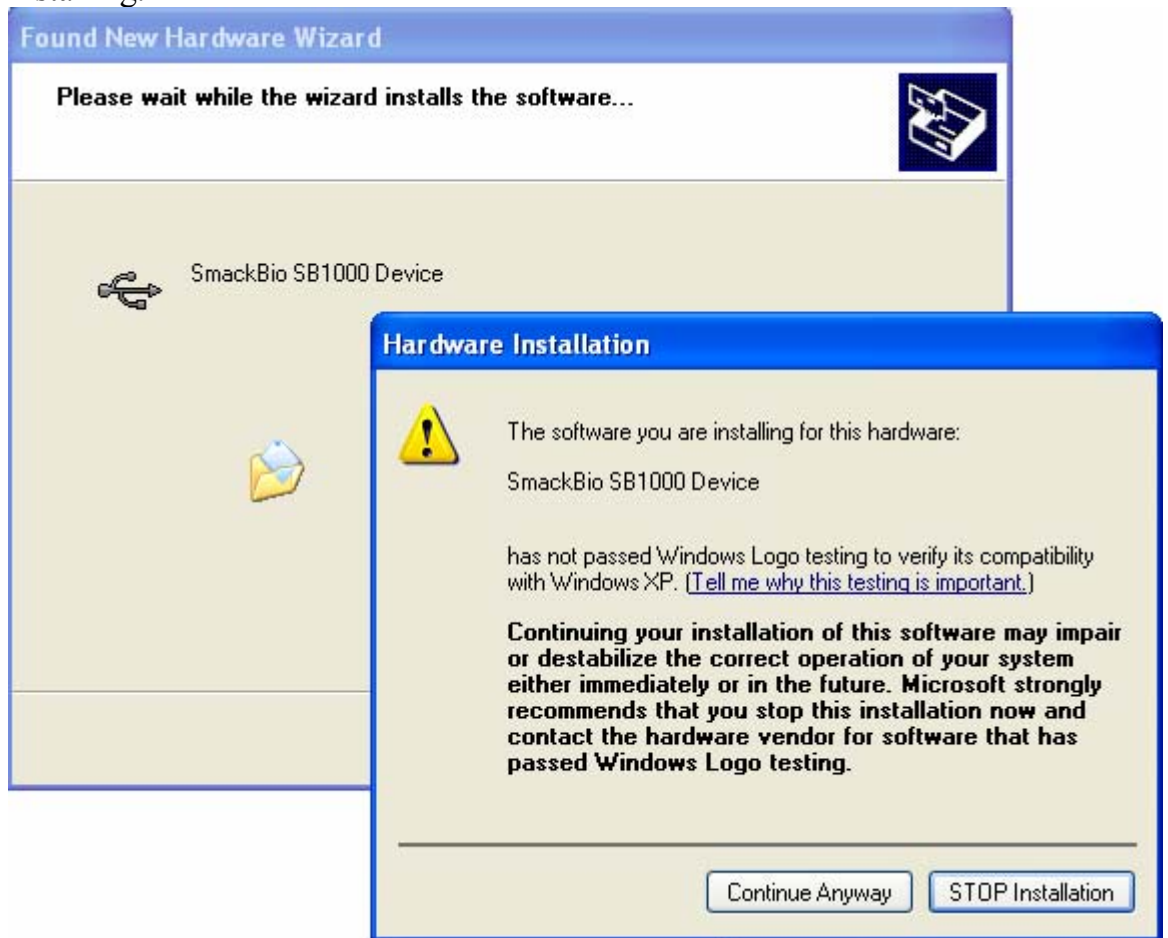 Found New Hardware Wizard
Please wait while the wizard installs the software...
SmackBio SB1000 Device
Hardware Installation
The software you are installing for this hardware:
SmackBio SB1000 Device
has not passed Windows Logo testing to verify its compatibility
with Windows XP. (Tell me why this testing is important.)
Continuing your installation of this software may impair
or destabilize the correct operation of your system
either immediately or in the future. Microsoft strongly
recommends that you stop this installation now and
contact the hardware vendor for software that has
passed Windows Logo testing.
Continue Anyway
STOP Installation